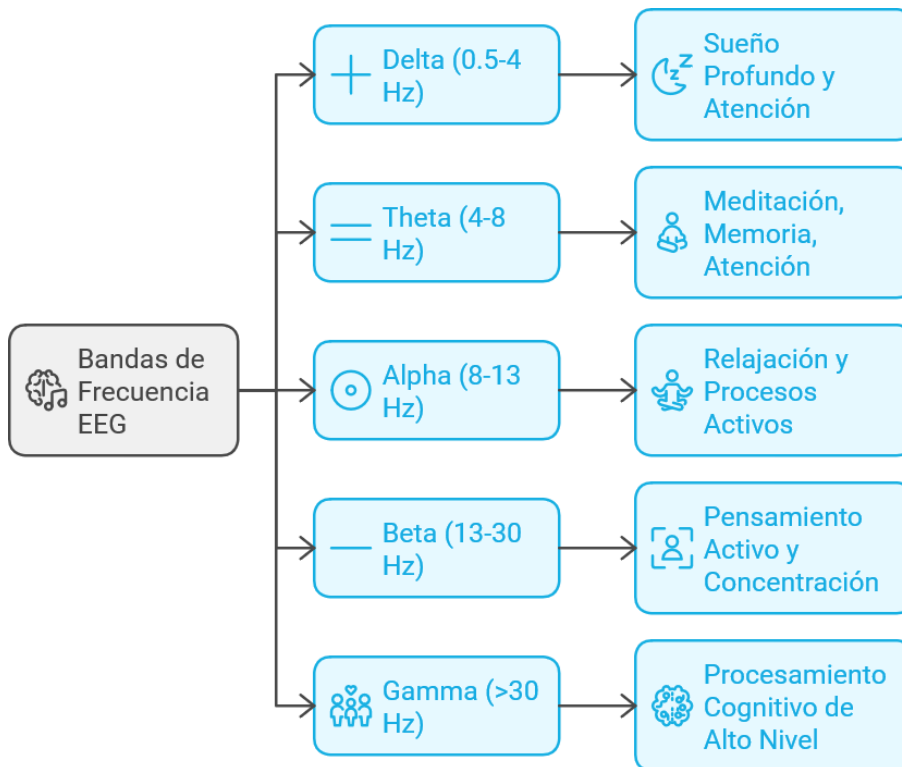 Bandas de
Frecuencia
EEG
Delta (0.5-4
Hz)
Sueño
Profundo y
Atención
Theta (4-8
Hz)
Meditación,
Memoria,
Atención
Alpha (8-13
Hz)
Relajación y
Procesos
Activos
Beta (13-30
Hz)
Pensamiento
Activo y
Concentración
Gamma (>30
Hz)
Procesamiento
Cognitivo de
Alto Nivel